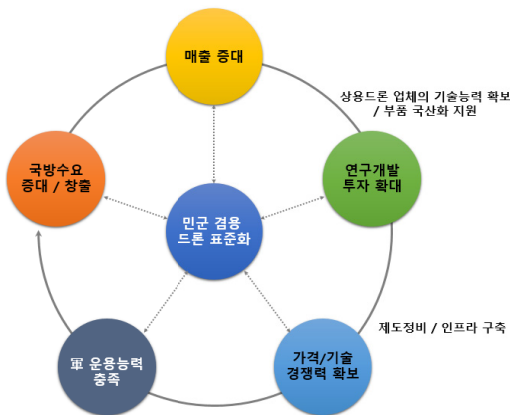 매출 증대
상용드론 업체의 기술능력 확보
/ 부품 국산화 지원
국방수요
증대 / 창출
연구개발
투자 확대
민군 겸용
드론 표준화
제도정비 / 인프라 구축
軍 운용능력
충족
가격/기술
경쟁력 확보